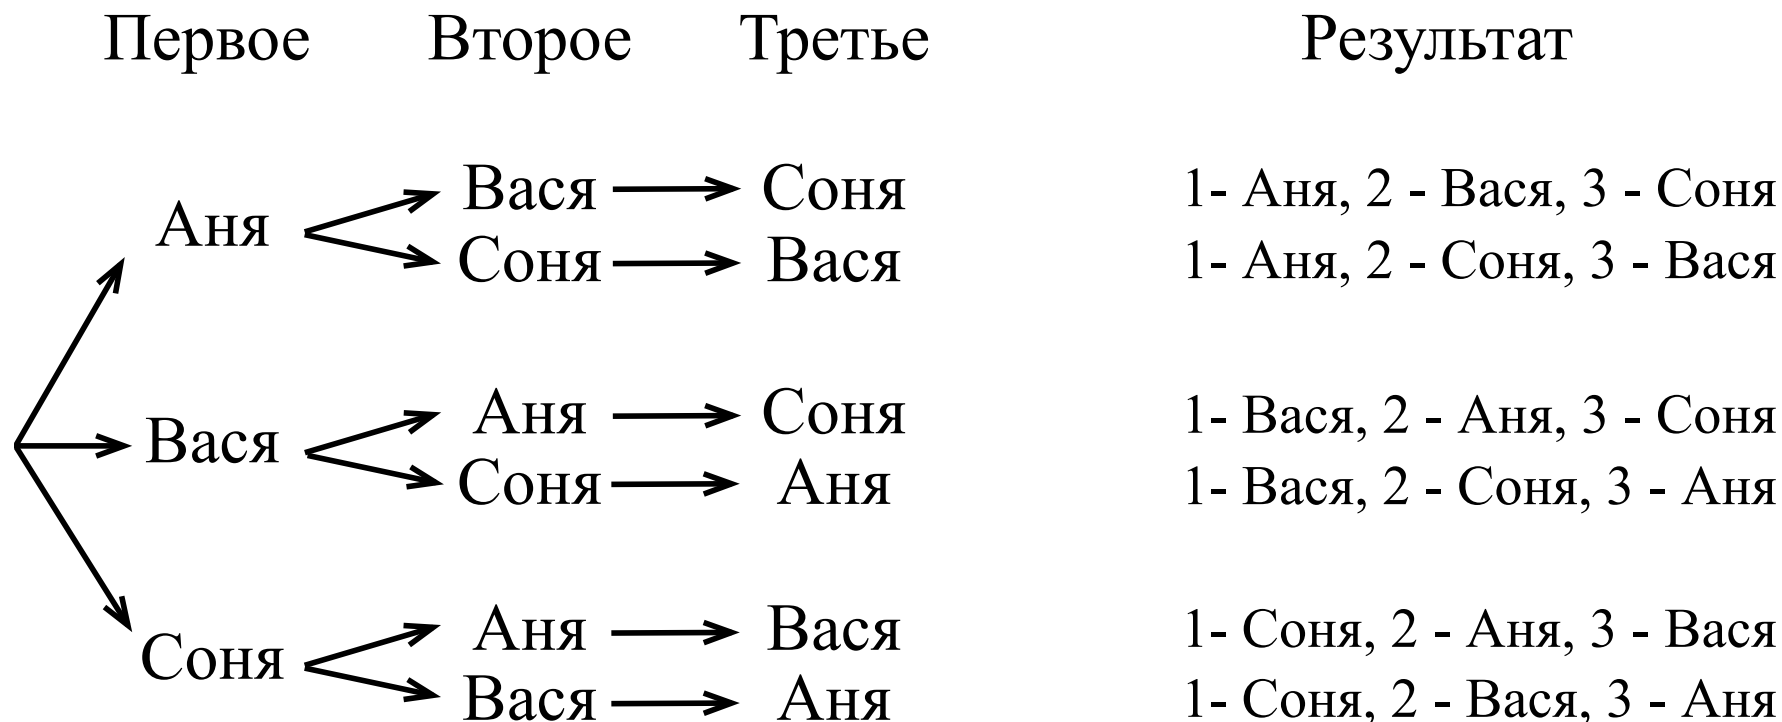 Первое Второе Третье Результат
Аня Вася Соня 1- Аня, 2 - Вася, 3 - Соня
Соня Вася 1- Аня, 2 - Соня, 3 - Вася
Вася Аня Соня 1- Вася, 2 - Аня, 3 - Соня
Соня Аня 1- Вася, 2 - Соня, 3 - Аня
Соня Аня Вася 1- Соня, 2 - Аня, 3 - Вася
Вася Аня 1- Соня, 2 - Вася, 3 - Аня